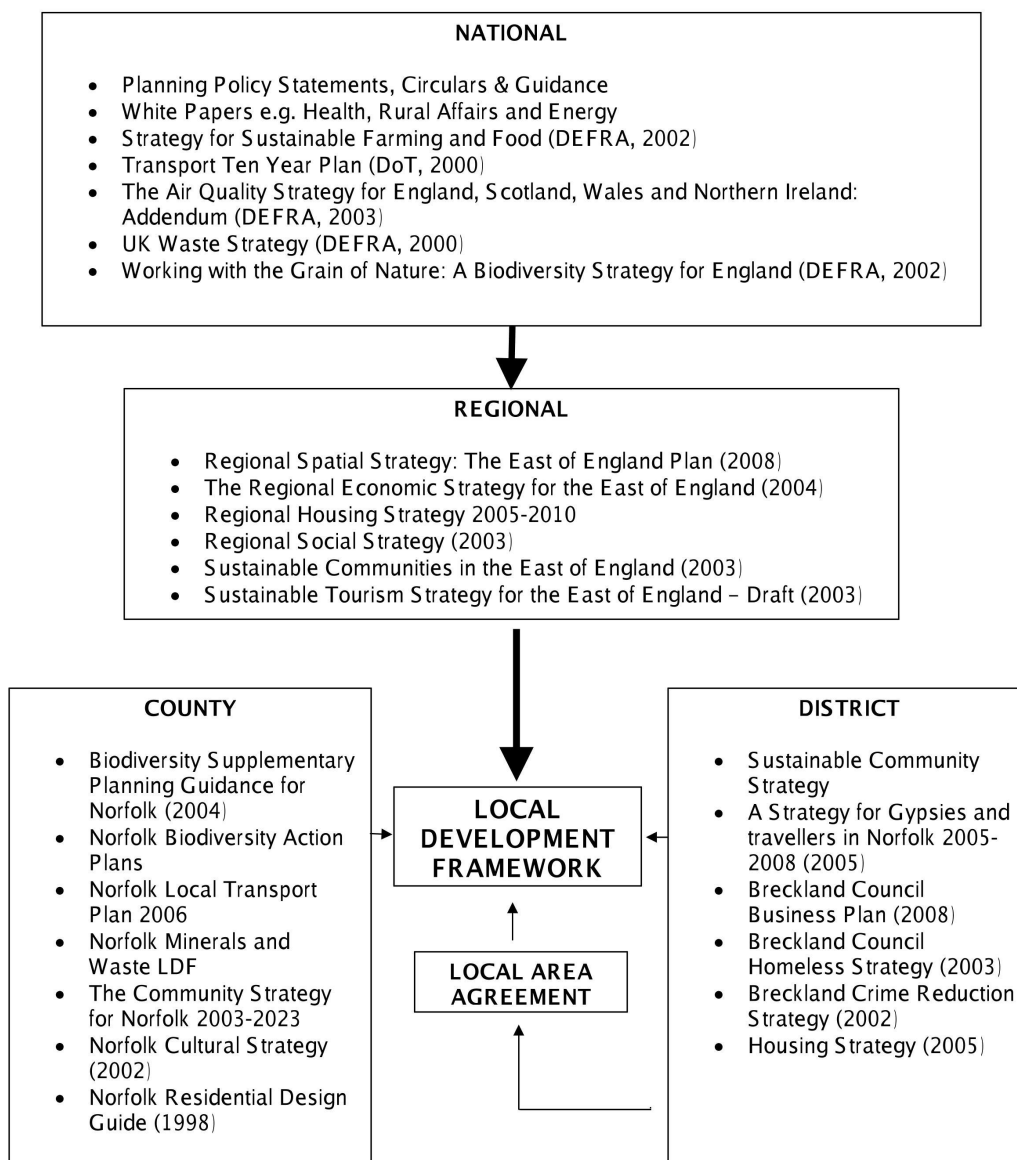 NATIONAL
• Planning Policy Statements, Circulars & Guidance
• White Papers e.g. Health, Rural Affairs and Energy
• Strategy for Sustainable Farming and Food (DEFRA, 2002)
• Transport Ten Year Plan (DoT, 2000)
• The Air Quality Strategy for England, Scotland, Wales and Northern Ireland:
Addendum (DEFRA, 2003)
• UK Waste Strategy (DEFRA, 2000)
• Working with the Grain of Nature: A Biodiversity Strategy for England (DEFRA, 2002)
REGIONAL
• Regional Spatial Strategy: The East of England Plan (2008)
• The Regional Economic Strategy for the East of England (2004)
• Regional Housing Strategy 2005-2010
• Regional Social Strategy (2003)
• Sustainable Communities in the East of England (2003)
• Sustainable Tourism Strategy for the East of England – Draft (2003)
COUNTY
• Biodiversity Supplementary
Planning Guidance for
Norfolk (2004)
• Norfolk Biodiversity Action
Plans
• Norfolk Local Transport
Plan 2006
• Norfolk Minerals and
Waste LDF
• The Community Strategy
for Norfolk 2003-2023
• Norfolk Cultural Strategy
(2002)
• Norfolk Residential Design
Guide (1998)
LOCAL
DEVELOPMENT
FRAMEWORK
LOCAL AREA
AGREEMENT
DISTRICT
• Sustainable Community
Strategy
• A Strategy for Gypsies and
travellers in Norfolk 2005-
2008 (2005)
• Breckland Council
Business Plan (2008)
• Breckland Council
Homeless Strategy (2003)
• Breckland Crime Reduction
Strategy (2002)
• Housing Strategy (2005)